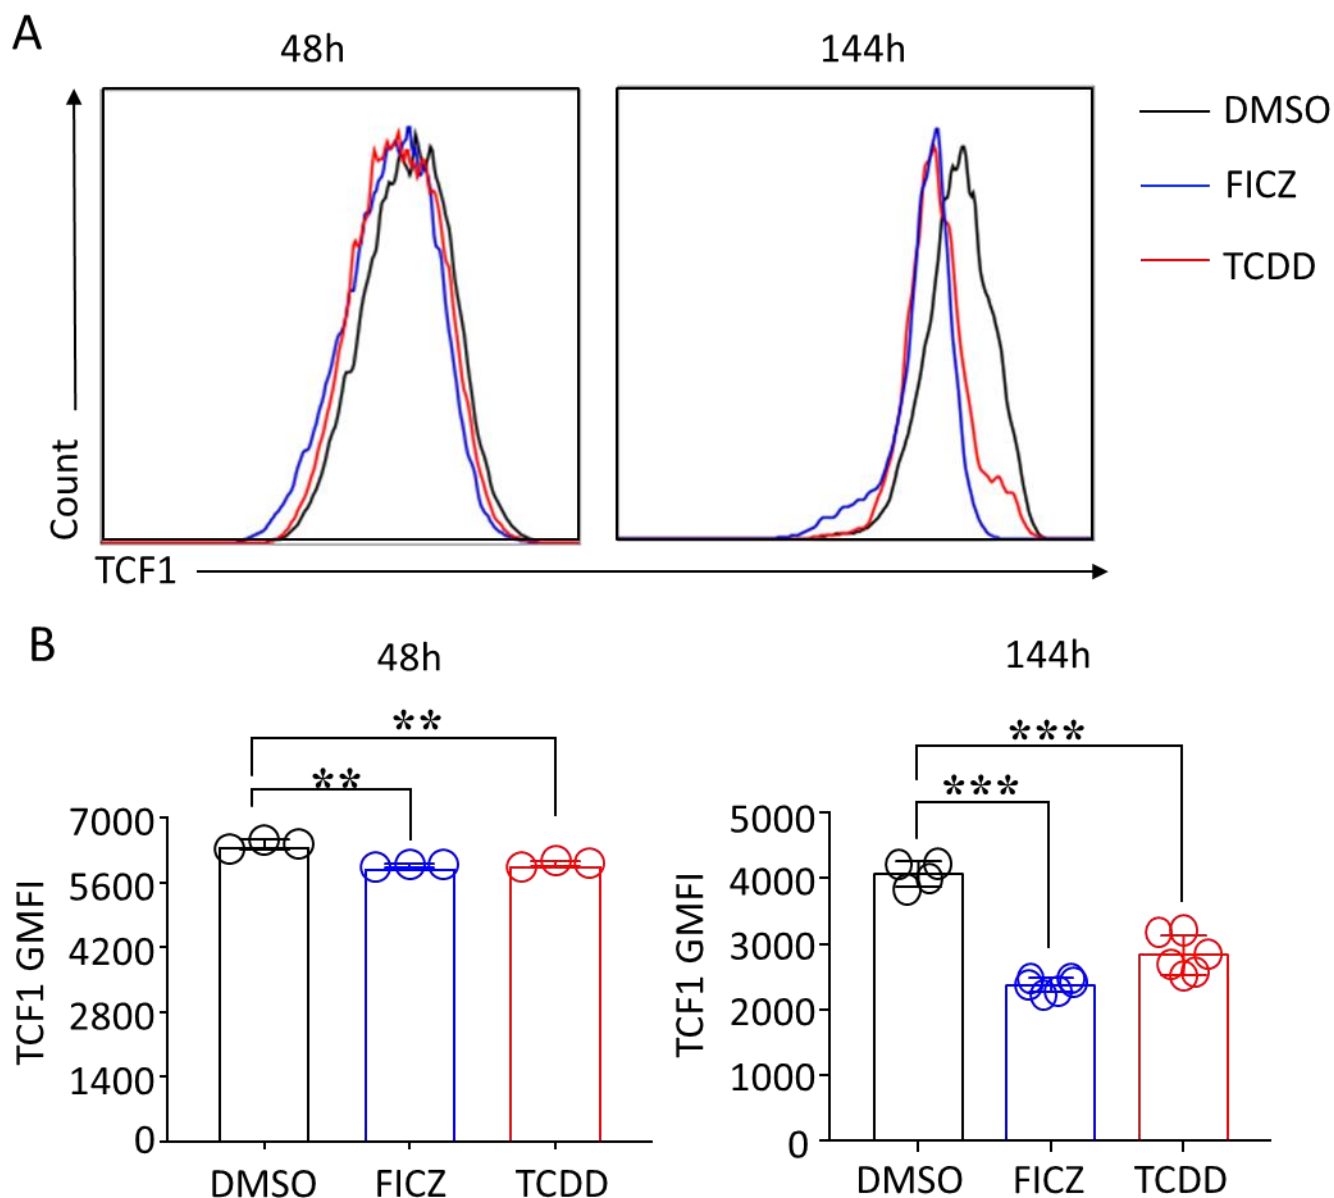 A
48h
144h
DMSO
FICZ
TCDD
Count
TCF1
B
48h
144h
**
**
***
***
TCF1 GMFI
7000
5600
4200
2800
1400
0
DMSO FICZ TCDD
TCF1 GMFI
5000
4000
3000
2000
1000
0
DMSO FICZ TCDD